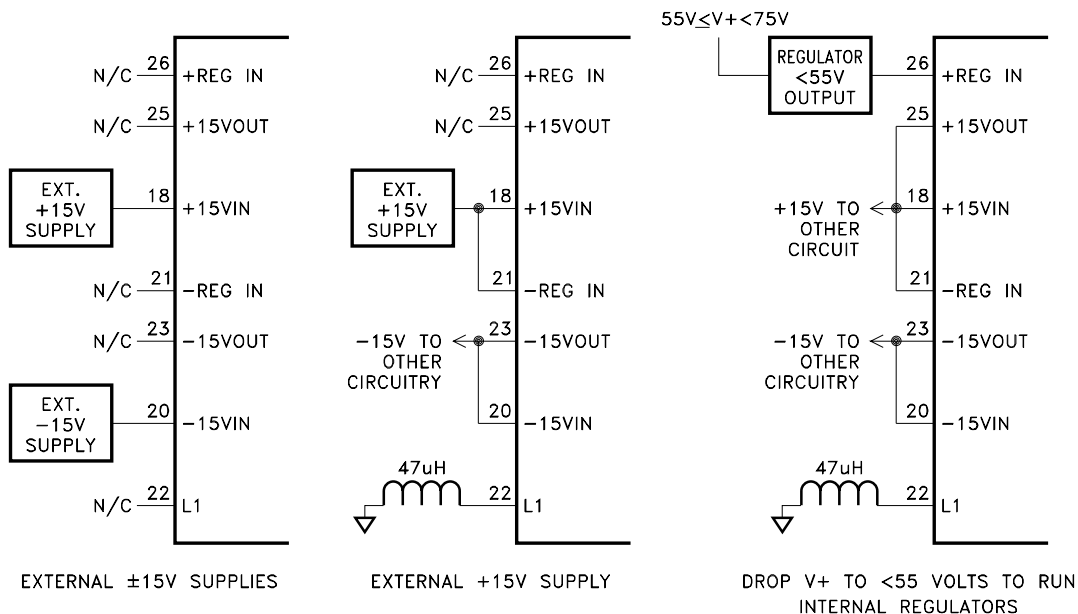 N/C 26 +REG IN
N/C 25 +15VOUT
EXT.
+15V
SUPPLY
18 +15VIN
N/C 21 -REG IN
N/C 23 -15VOUT
EXT.
-15V
SUPPLY
20 -15VIN
N/C 22 L1
EXTERNAL ±15V SUPPLIES
N/C 26 +REG IN
N/C 25 +15VOUT
EXT.
+15V
SUPPLY
18 +15VIN
21 -REG IN
-15V TO
OTHER
CIRCUITRY
23 -15VOUT
20 -15VIN
47uH
22 L1
EXTERNAL +15V SUPPLY
55V≤V+<75V
REGULATOR
<55V
OUTPUT
26 +REG IN
25 +15VOUT
+15V TO
OTHER
CIRCUIT
18 +15VIN
21 -REG IN
-15V TO
OTHER
CIRCUITRY
23 -15VOUT
20 -15VIN
47uH
22 L1
DROP V+ TO <55 VOLTS TO RUN
INTERNAL REGULATORS